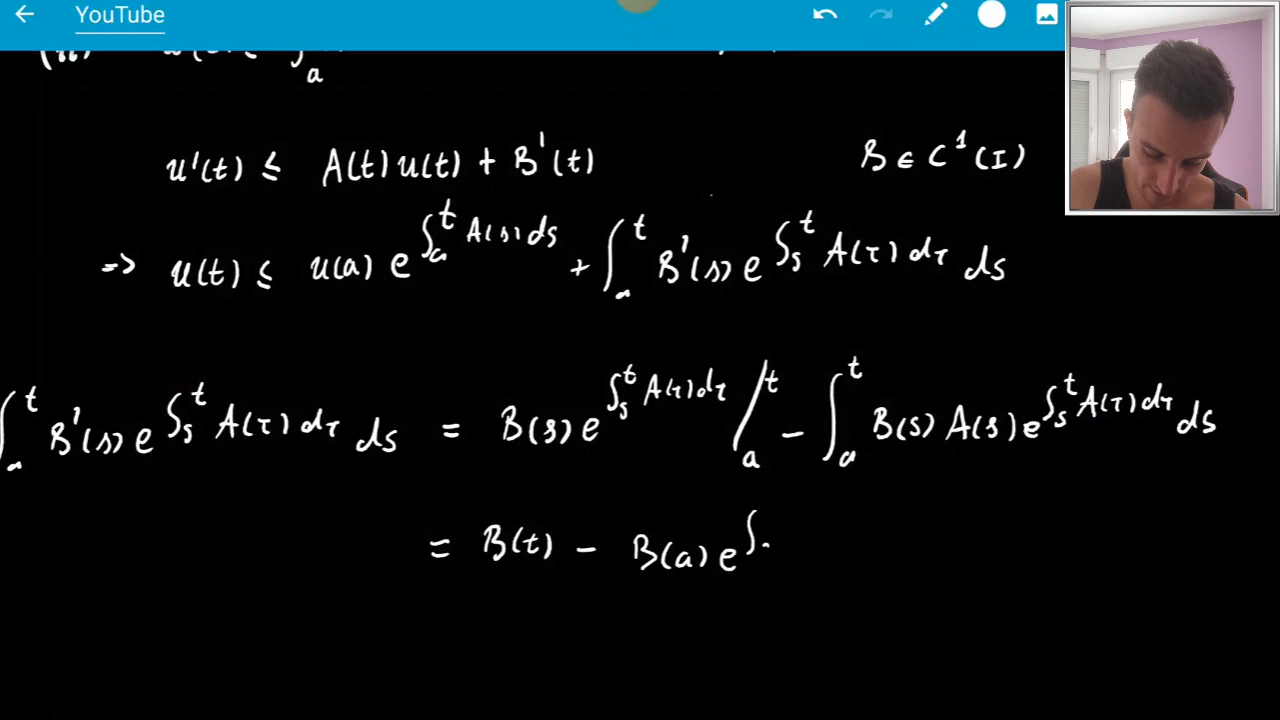 YouTube
(ii)
a
u'(t) ≤ A(t)u(t) + B'(t) B ∈ C¹(I)
=> u(t) ≤ u(a) e^{∫_a^t A(s) ds} + ∫_a^t B'(s) e^{∫_s^t A(τ) dτ} ds
∫_a^t B'(s) e^{∫_s^t A(τ) dτ} ds = B(s) e^{∫_s^t A(τ) dτ} /_a^t - ∫_a^t B(s) A(s) e^{∫_s^t A(τ) dτ} ds
= B(t) - B(a) e^∫